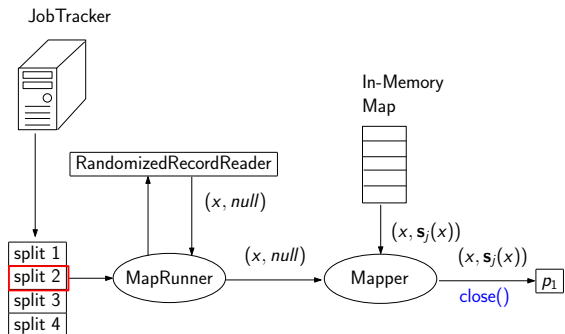 JobTracker
In-Memory
Map
RandomizedRecordReader
(x, null)
(x, s_j(x))
split 1
split 2
split 3
split 4
MapRunner
(x, null)
Mapper
(x, s_j(x))
close()
p_1